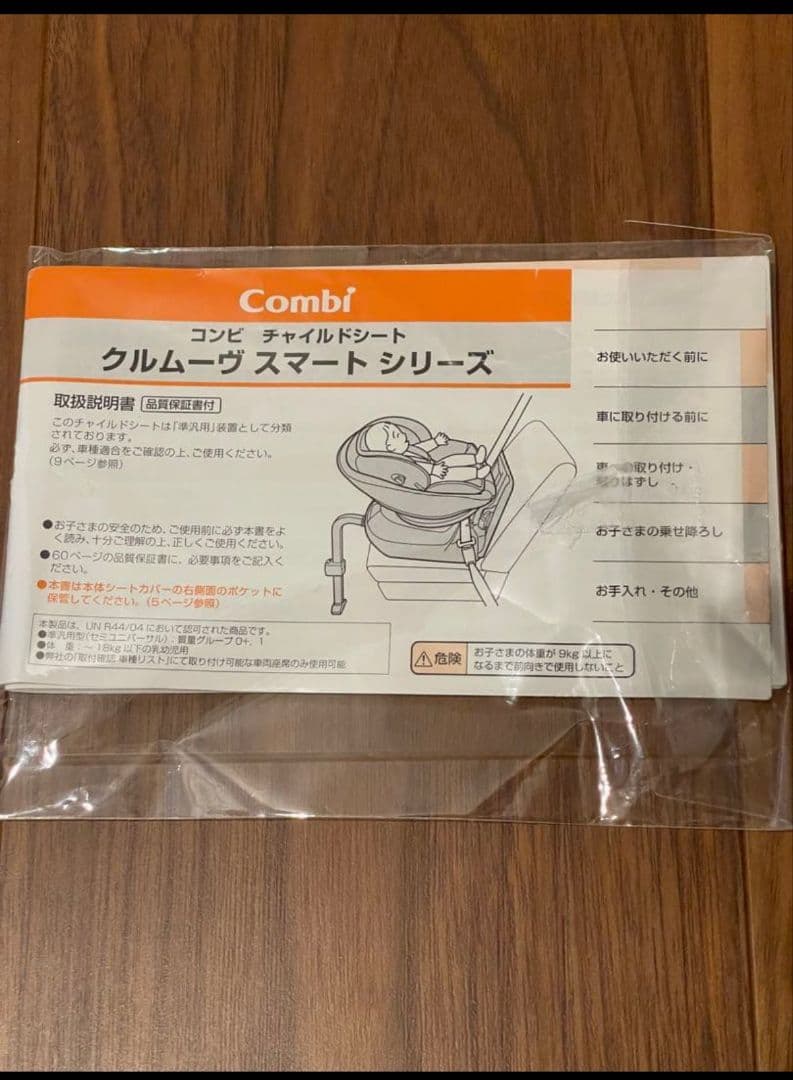 Combi
コンビ チャイルドシート
クルムーヴ スマート シリーズ
取扱説明書 品質保証書付
このチャイルドシートは「準汎用」装置として分類
されております。
必ず、車種適合をご確認の上、ご使用ください。
(9ページ参照)
●お子さまの安全のため、ご使用前に必ず本書をよ
く読み、十分ご理解の上、正しくご使用ください。
●60ページの品質保証書に、必要事項をご記入く
ださい。
●本書は本体シートカバーの右側面のポケットに
保管してください。(5ページ参照)
本製品は、UN R44/04 において認可された商品です。
●準汎用型(セミユニバーサル):質量グループ0+, 1
●体 重:~18kg以下の乳幼児用
●弊社の「取付確認 車種リスト」にて取り付け可能な車両座席のみ使用可能
危険
お子さまの体重が9kg以上に
なるまで前向きで使用しないこと
お使いいただく前に
車に取り付ける前に
車への取り付け・
取りはずし
お子さまの乗せ降ろし
お手入れ・その他